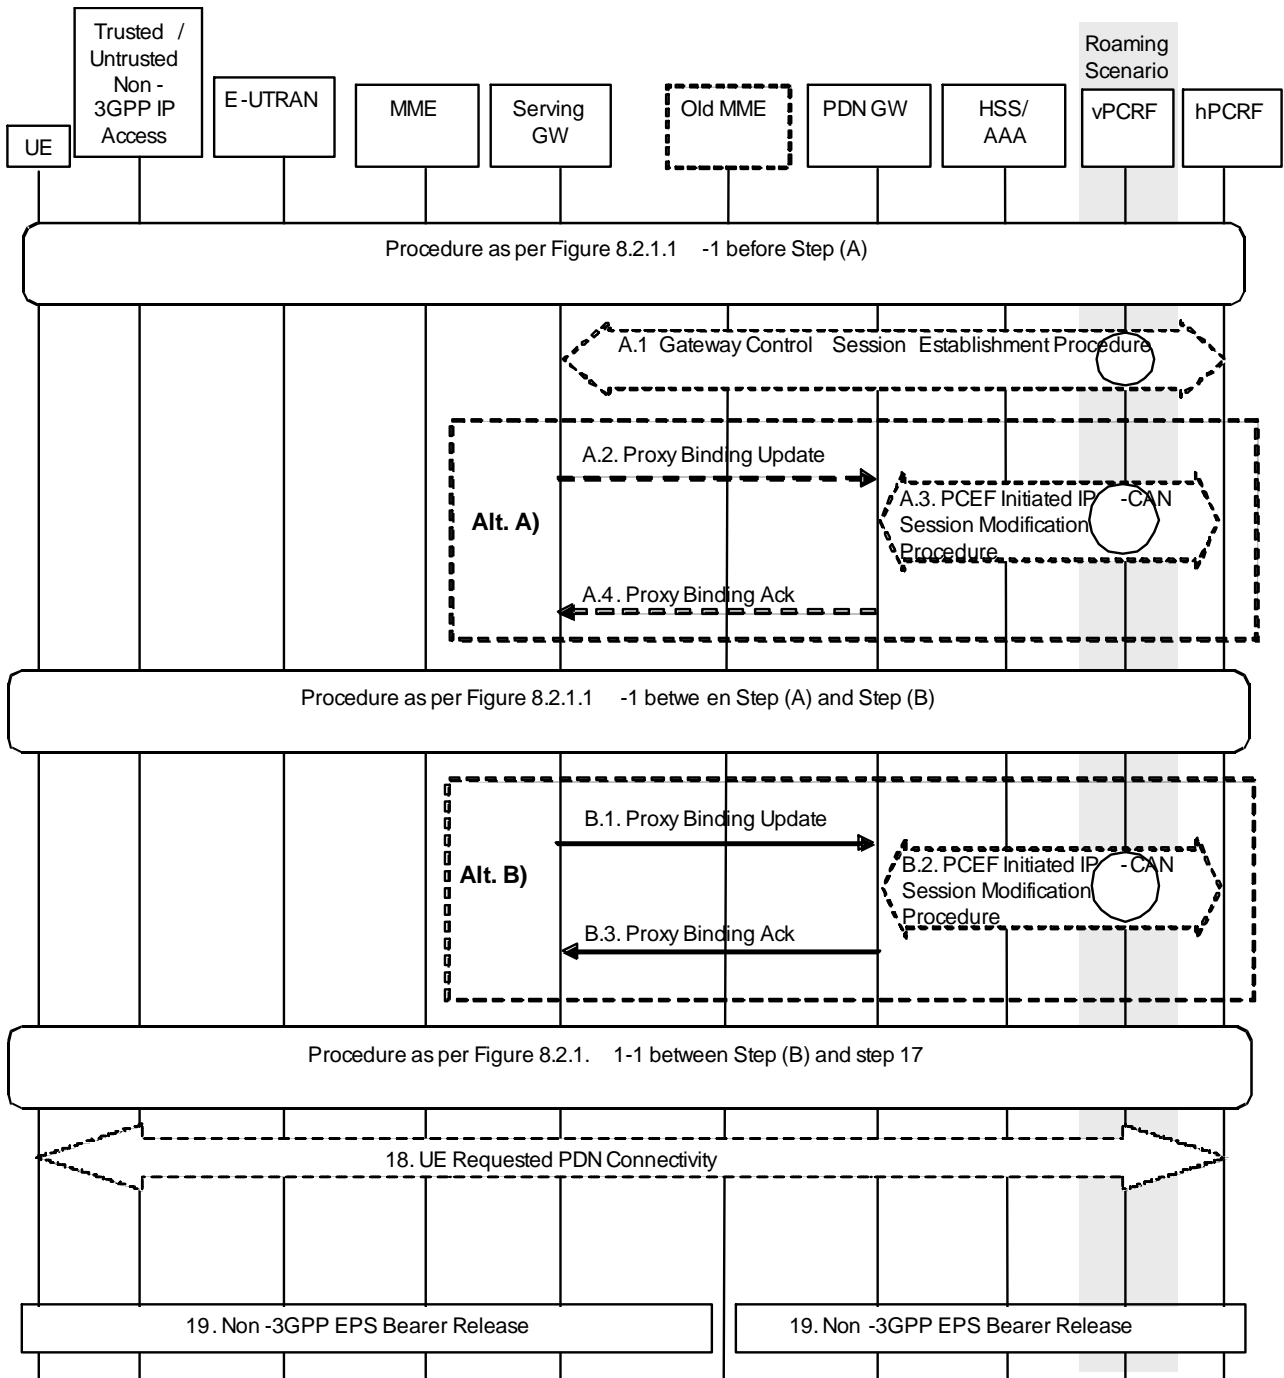 Trusted /
Untrusted
Non -
3GPP IP
Access
UE
E-UTRAN
MME
Serving
GW
Old MME
PDN GW
HSS/
AAA
Roaming
Scenario
vPCRF
hPCRF
Procedure as per Figure 8.2.1.1 -1 before Step (A)
A.1 Gateway Control Session Establishment Procedure
Alt. A)
A.2. Proxy Binding Update
A.3. PCEF Initiated IP -CAN
Session Modification
Procedure
A.4. Proxy Binding Ack
Procedure as per Figure 8.2.1.1 -1 betwe en Step (A) and Step (B)
Alt. B)
B.1. Proxy Binding Update
B.2. PCEF Initiated IP -CAN
Session Modification
Procedure
B.3. Proxy Binding Ack
Procedure as per Figure 8.2.1. 1-1 between Step (B) and step 17
18. UE Requested PDN Connectivity
19. Non -3GPP EPS Bearer Release
19. Non -3GPP EPS Bearer Release